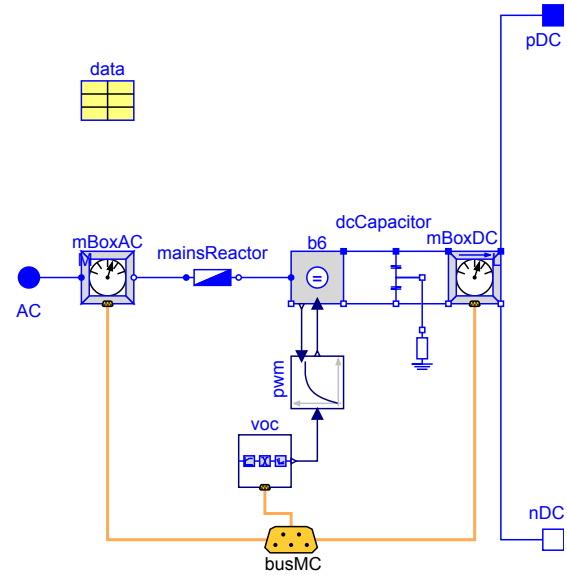 pDC
data
mBoxAC
M
mainsReactor
b6
dcCapacitor
mBoxDC
L
=
AC
pwm
voc
nDC
busMC